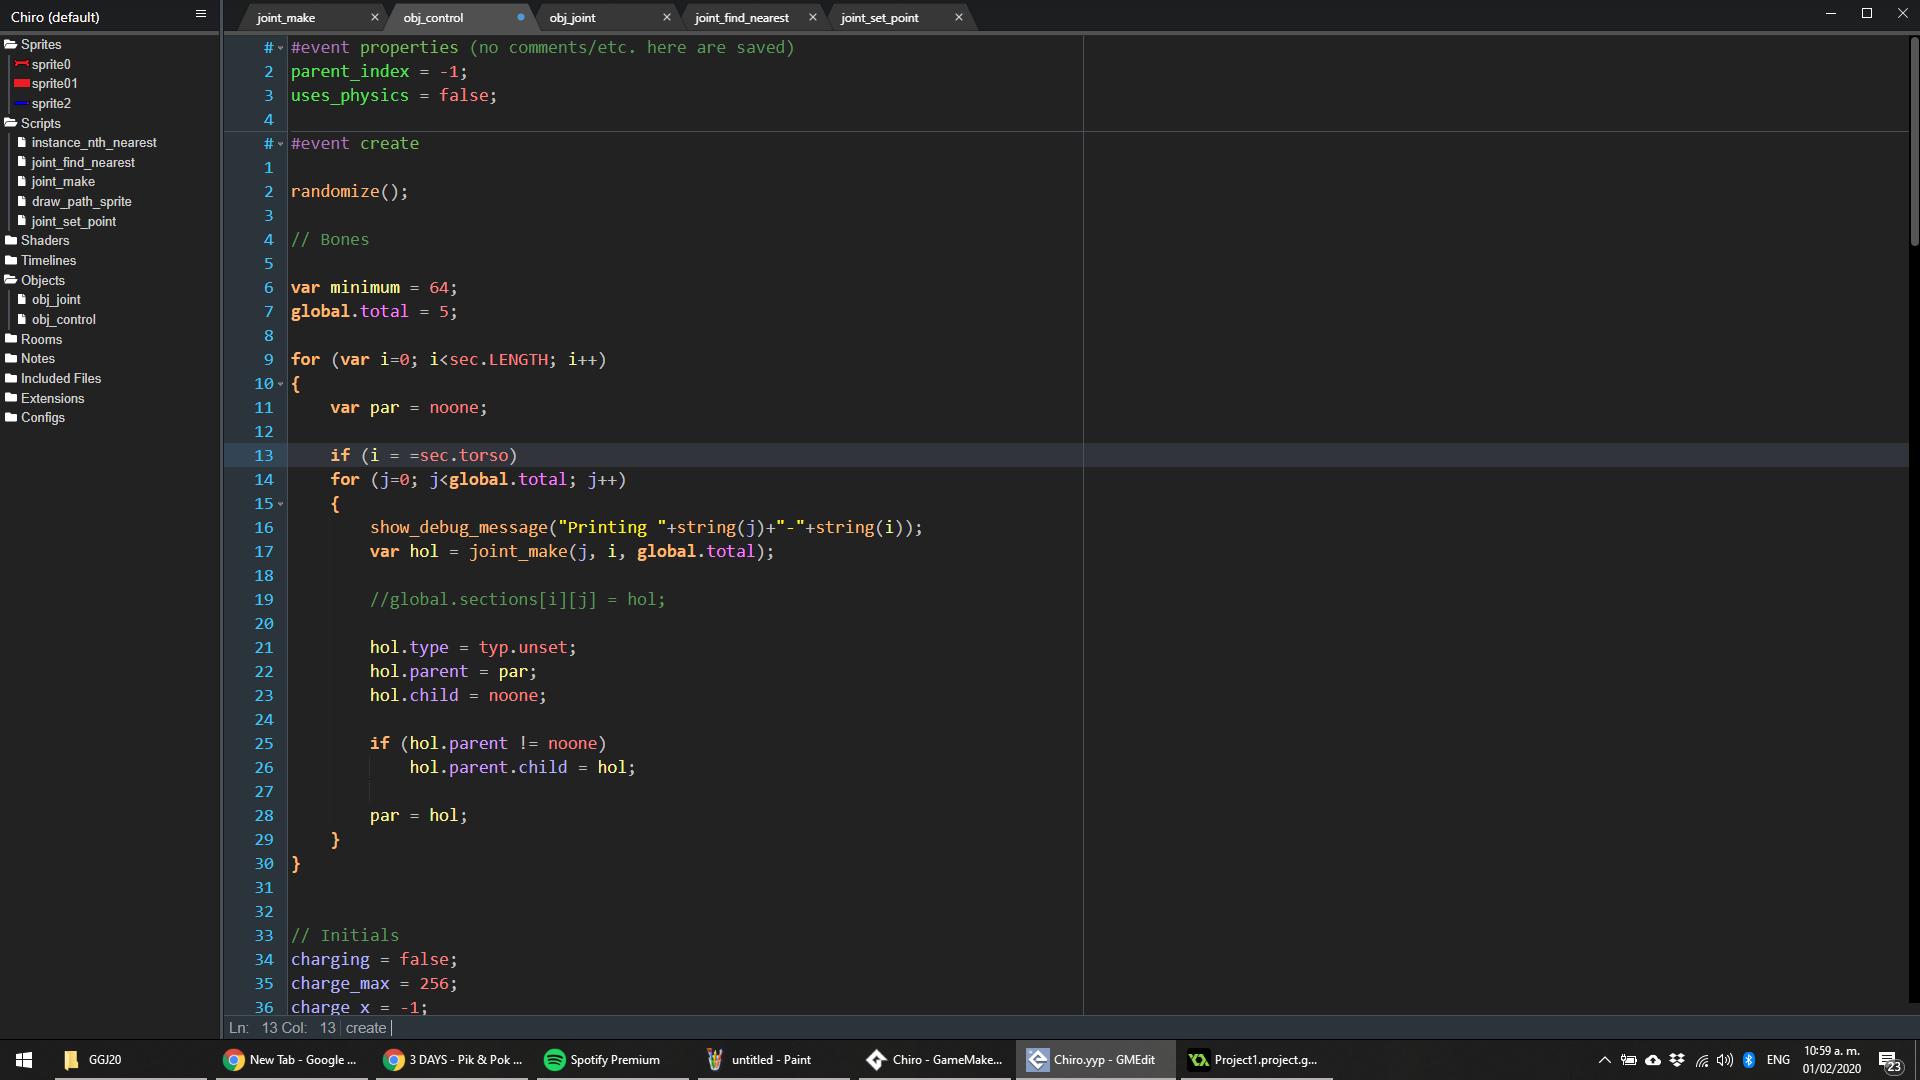 Chiro (default)
☰
joint_make ×
obj_control
obj_joint ×
joint_find_nearest ×
joint_set_point ×
Sprites
sprite0
sprite01
sprite2
Scripts
instance_nth_nearest
joint_find_nearest
joint_make
draw_path_sprite
joint_set_point
Shaders
Timelines
Objects
obj_joint
obj_control
Rooms
Notes
Included Files
Extensions
Configs
# #event properties (no comments/etc. here are saved)
2 parent_index = -1;
3 uses_physics = false;
4
# #event create
1
2 randomize();
3
4 // Bones
5
6 var minimum = 64;
7 global.total = 5;
8
9 for (var i=0; i<sec.LENGTH; i++)
10 {
11     var par = noone;
12
13     if (i = =sec.torso)
14     for (j=0; j<global.total; j++)
15     {
16         show_debug_message("Printing "+string(j)+"-"+string(i));
17         var hol = joint_make(j, i, global.total);
18
19         //global.sections[i][j] = hol;
20
21         hol.type = typ.unset;
22         hol.parent = par;
23         hol.child = noone;
24
25         if (hol.parent != noone)
26             hol.parent.child = hol;
27
28         par = hol;
29     }
30 }
31
32
33 // Initials
34 charging = false;
35 charge_max = 256;
36 charge_x = -1;
Ln: 13 Col: 13 create
GGJ20
New Tab - Google ...
3 DAYS - Pik & Pok ...
Spotify Premium
untitled - Paint
Chiro - GameMake...
Chiro.yyp - GMEdit
Project1.project.g...
ENG
10:59 a. m.
01/02/2020
23